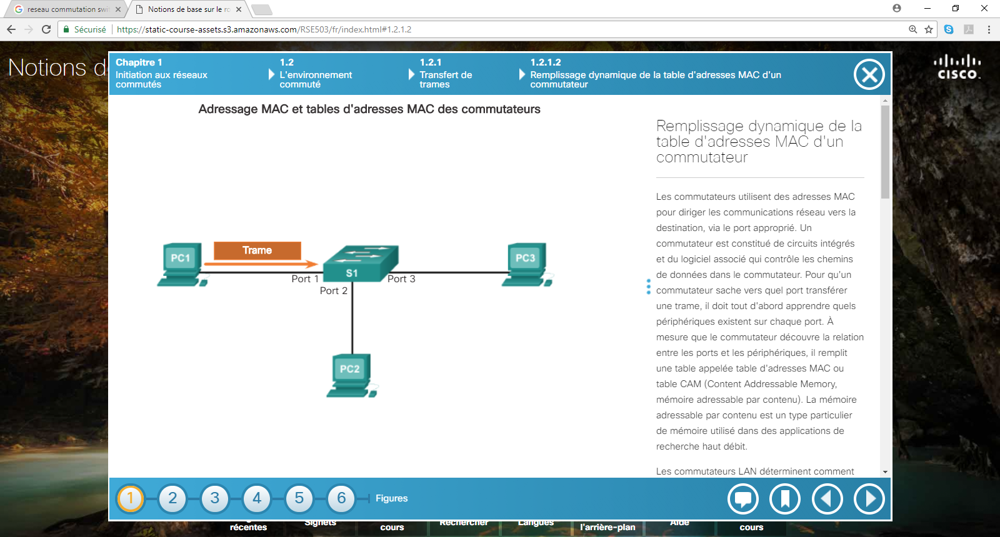 reseau commutation swi
Notions de base sur le ro
Sécurisé
https://static-course-assets.s3.amazonaws.com/RSE503/fr/index.html#1.2.1.2
Notions d
CISCO.
Chapitre 1
Initiation aux réseaux
commutés
1.2
L'environnement
commuté
1.2.1
Transfert de
trames
1.2.1.2
Remplissage dynamique de la table d'adresses MAC d'un
commutateur
Adressage MAC et tables d'adresses MAC des commutateurs
PC1
Trame
S1
PC3
Port 1
Port 3
Port 2
PC2
Remplissage dynamique de la
table d'adresses MAC d'un
commutateur
Les commutateurs utilisent des adresses MAC
pour diriger les communications réseau vers la
destination, via le port approprié. Un
commutateur est constitué de circuits intégrés
et du logiciel associé qui contrôle les chemins
de données dans le commutateur. Pour qu'un
commutateur sache vers quel port transférer
une trame, il doit tout d'abord apprendre quels
périphériques existent sur chaque port. À
mesure que le commutateur découvre la relation
entre les ports et les périphériques, il remplit
une table appelée table d'adresses MAC ou
table CAM (Content Addressable Memory,
mémoire adressable par contenu). La mémoire
adressable par contenu est un type particulier
de mémoire utilisé dans des applications de
recherche haut débit.
Les commutateurs LAN déterminent comment
1 2 3 4 5 6 Figures
récentes
Signets
cours
Rechercher
Langues
l'arrière-plan
Aide
cours